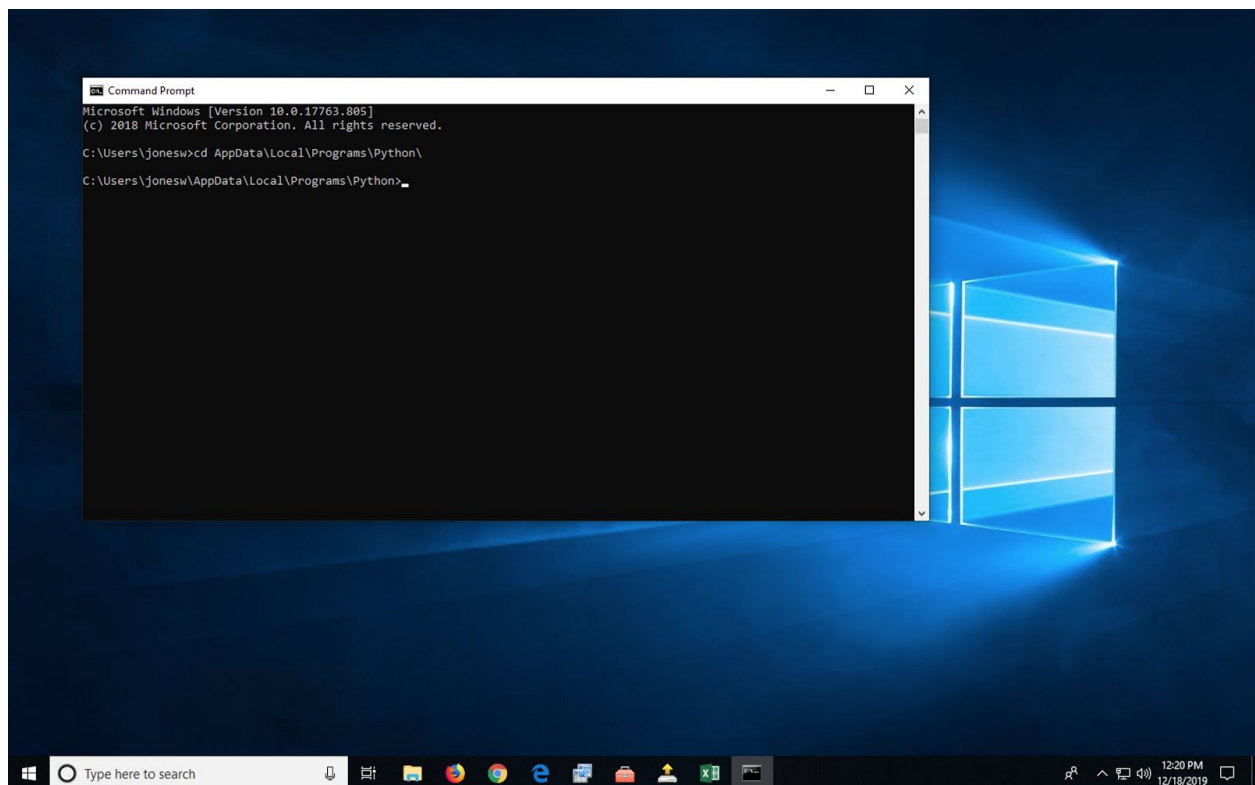 Command Prompt
Microsoft Windows [Version 10.0.17763.805]
(c) 2018 Microsoft Corporation. All rights reserved.
C:\Users\jonesw>cd AppData\Local\Programs\Python\
C:\Users\jonesw\AppData\Local\Programs\Python>
Type here to search
12:20 PM
12/18/2019